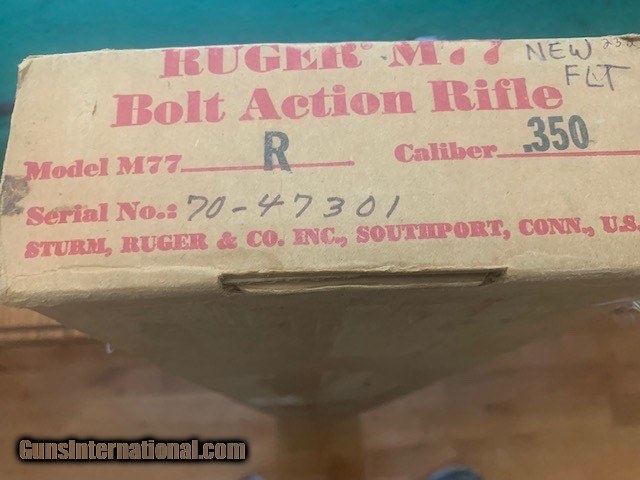 RUGER® M77 NEW
FLT
Bolt Action Rifle
Model M77 R Caliber .350
Serial No.: 70-47301
STURM, RUGER & CO. INC., SOUTHPORT, CONN., U.S.
GunsInternational.com